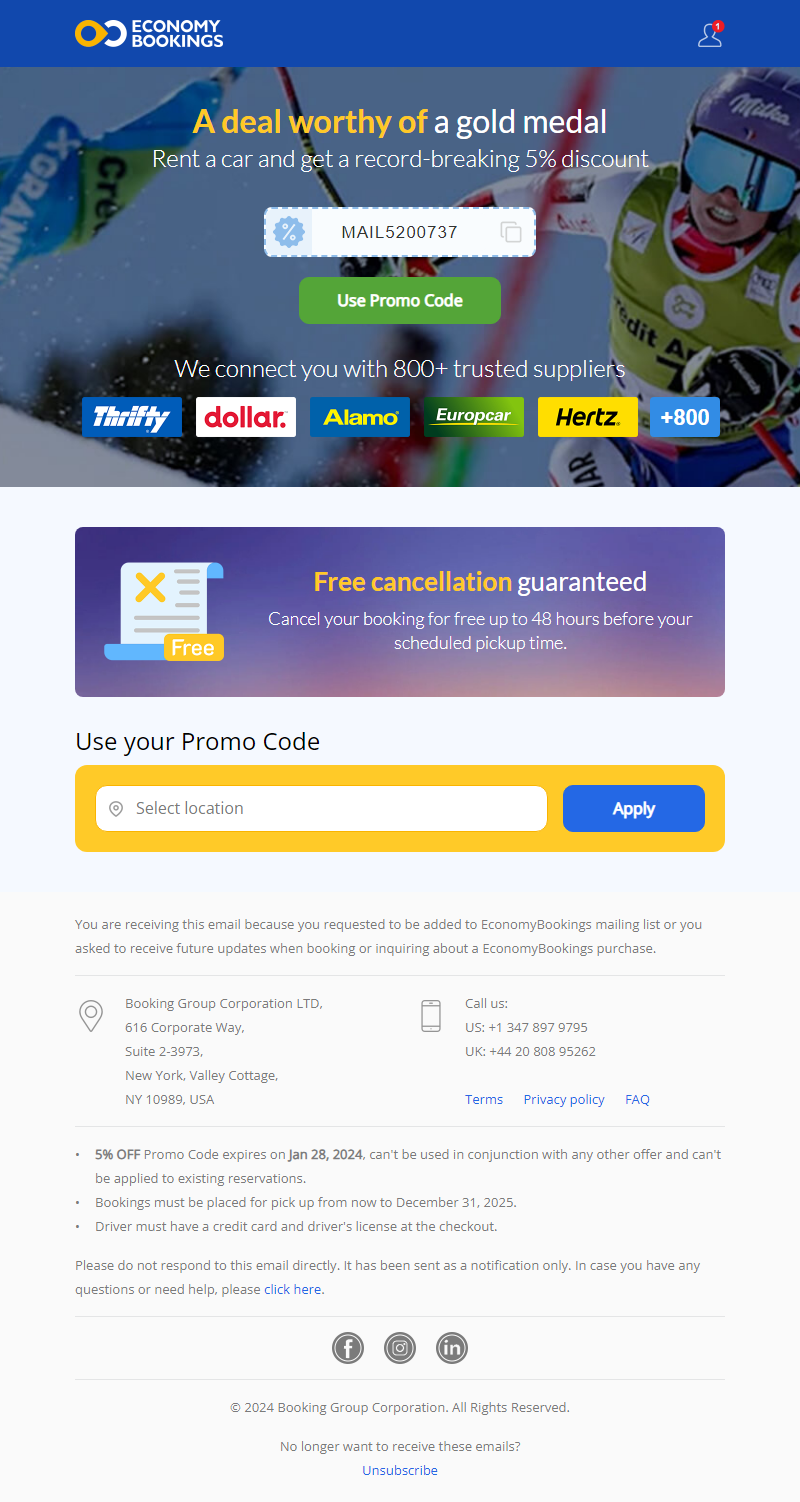 ECONOMY
BOOKINGS
1
A deal worthy of a gold medal
Rent a car and get a record-breaking 5% discount
MAIL5200737
Use Promo Code
We connect you with 800+ trusted suppliers
Thrifty dollar. Alamo Europcar Hertz +800
Milka
Free cancellation guaranteed
Cancel your booking for free up to 48 hours before your
scheduled pickup time.
Free
Use your Promo Code
Select location
Apply
You are receiving this email because you requested to be added to EconomyBookings mailing list or you
asked to receive future updates when booking or inquiring about a EconomyBookings purchase.
Booking Group Corporation LTD,
616 Corporate Way,
Suite 2-3973,
New York, Valley Cottage,
NY 10989, USA
Call us:
US: +1 347 897 9795
UK: +44 20 808 95262
Terms Privacy policy FAQ
• 5% OFF Promo Code expires on Jan 28, 2024, can't be used in conjunction with any other offer and can't
be applied to existing reservations.
• Bookings must be placed for pick up from now to December 31, 2025.
• Driver must have a credit card and driver's license at the checkout.
Please do not respond to this email directly. It has been sent as a notification only. In case you have any
questions or need help, please click here.
© 2024 Booking Group Corporation. All Rights Reserved.
No longer want to receive these emails?
Unsubscribe